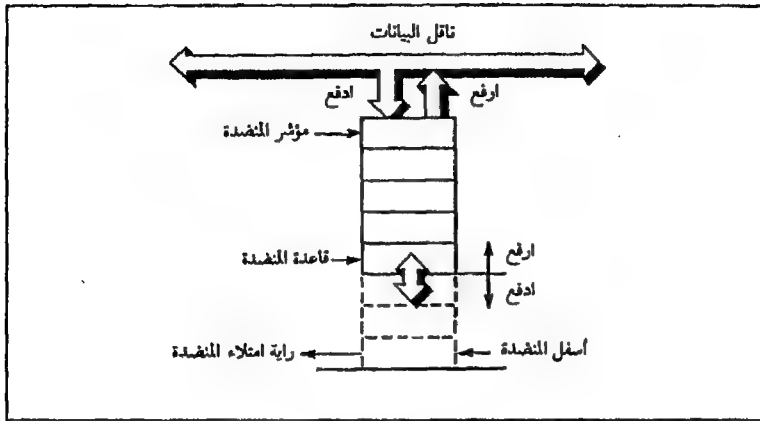 ناقل البيانات
ادفع
ارفع
مؤشر المنضدة
قاعدة المنضدة
ارفع
ادفع
راية امتلاء المنضدة
أسفل المنضدة